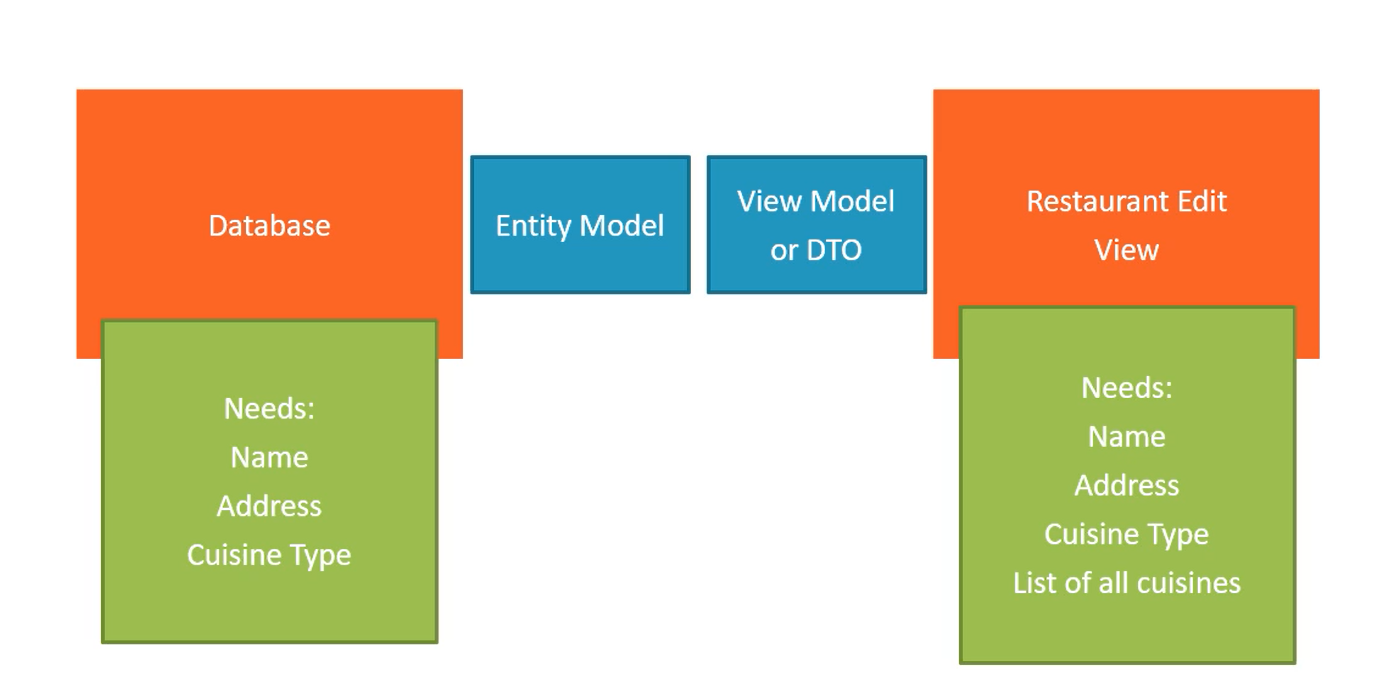 Database
Entity Model
View Model
or DTO
Restaurant Edit
View
Needs:
Name
Address
Cuisine Type
Needs:
Name
Address
Cuisine Type
List of all cuisines